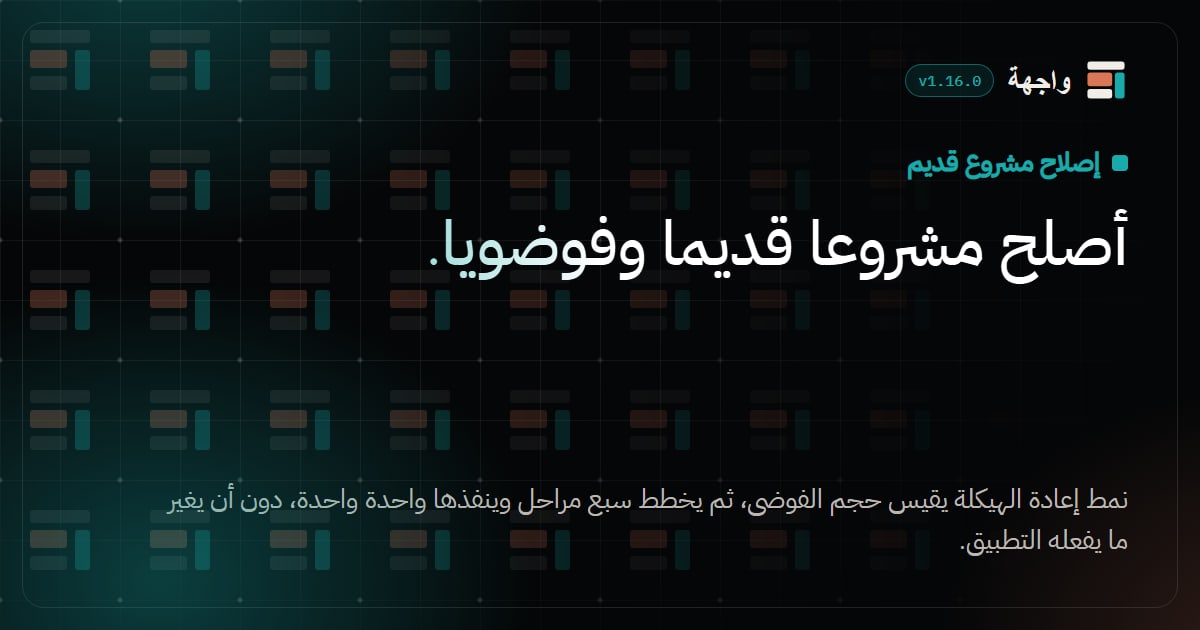 واجهة
v1.16.0
إصلاح مشروع قديم
أصلح مشروعا قديما وفوضويا.
نمط إعادة الهيكلة يقيس حجم الفوضى، ثم يخطط سبع مراحل وينفذها واحدة واحدة، دون أن يغير
ما يفعله التطبيق.